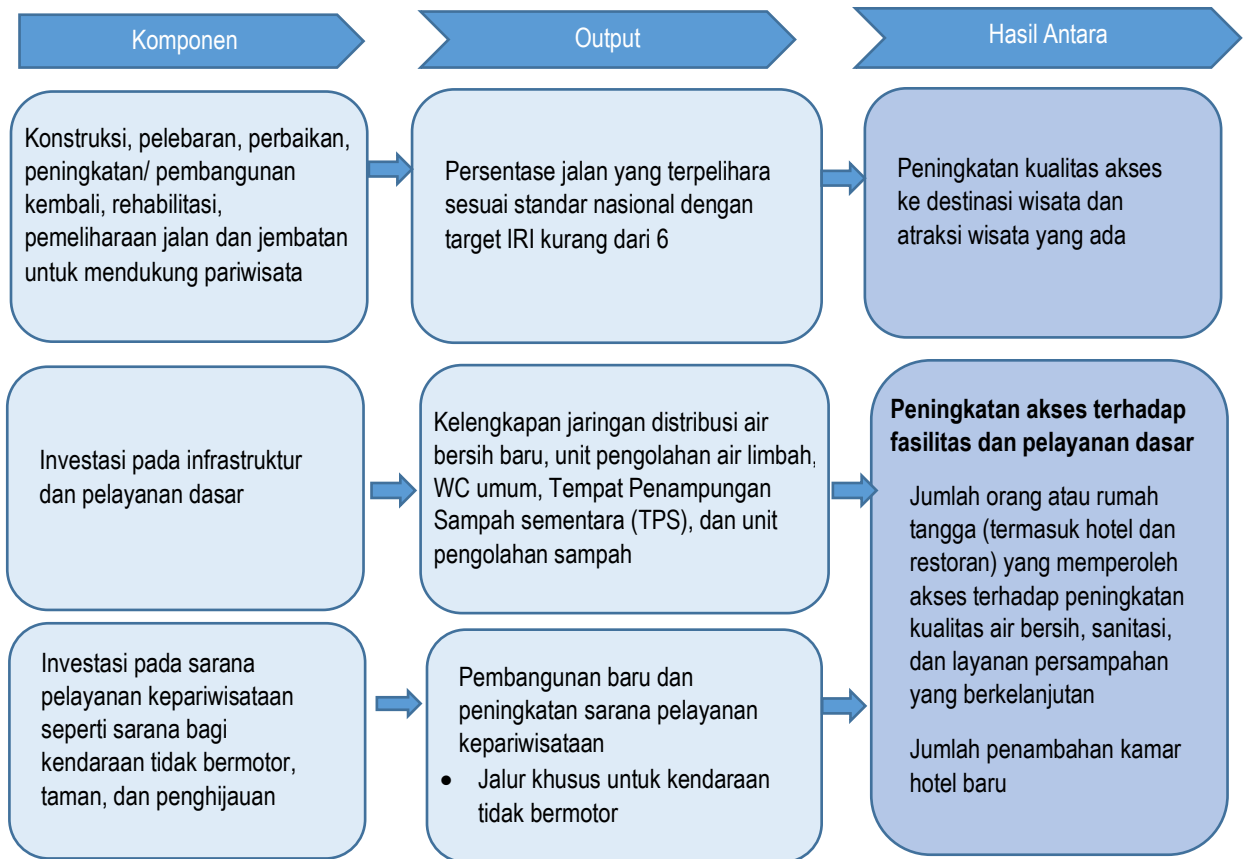 Komponen
Output
Hasil Antara
Konstruksi, pelebaran, perbaikan,
peningkatan/ pembangunan
kembali, rehabilitasi,
pemeliharaan jalan dan jembatan
untuk mendukung pariwisata
Persentase jalan yang terpelihara
sesuai standar nasional dengan
target IRI kurang dari 6
Peningkatan kualitas akses
ke destinasi wisata dan
atraksi wisata yang ada
Investasi pada infrastruktur
dan pelayanan dasar
Kelengkapan jaringan distribusi air
bersih baru, unit pengolahan air limbah,
WC umum, Tempat Penampungan
Sampah sementara (TPS), dan unit
pengolahan sampah
Peningkatan akses terhadap
fasilitas dan pelayanan dasar
Jumlah orang atau rumah
tangga (termasuk hotel dan
restoran) yang memperoleh
akses terhadap peningkatan
kualitas air bersih, sanitasi,
dan layanan persampahan
yang berkelanjutan
Jumlah penambahan kamar
hotel baru
Investasi pada sarana
pelayanan kepariwisataan
seperti sarana bagi
kendaraan tidak bermotor,
taman, dan penghijauan
Pembangunan baru dan
peningkatan sarana pelayanan
kepariwisataan
• Jalur khusus untuk kendaraan
tidak bermotor